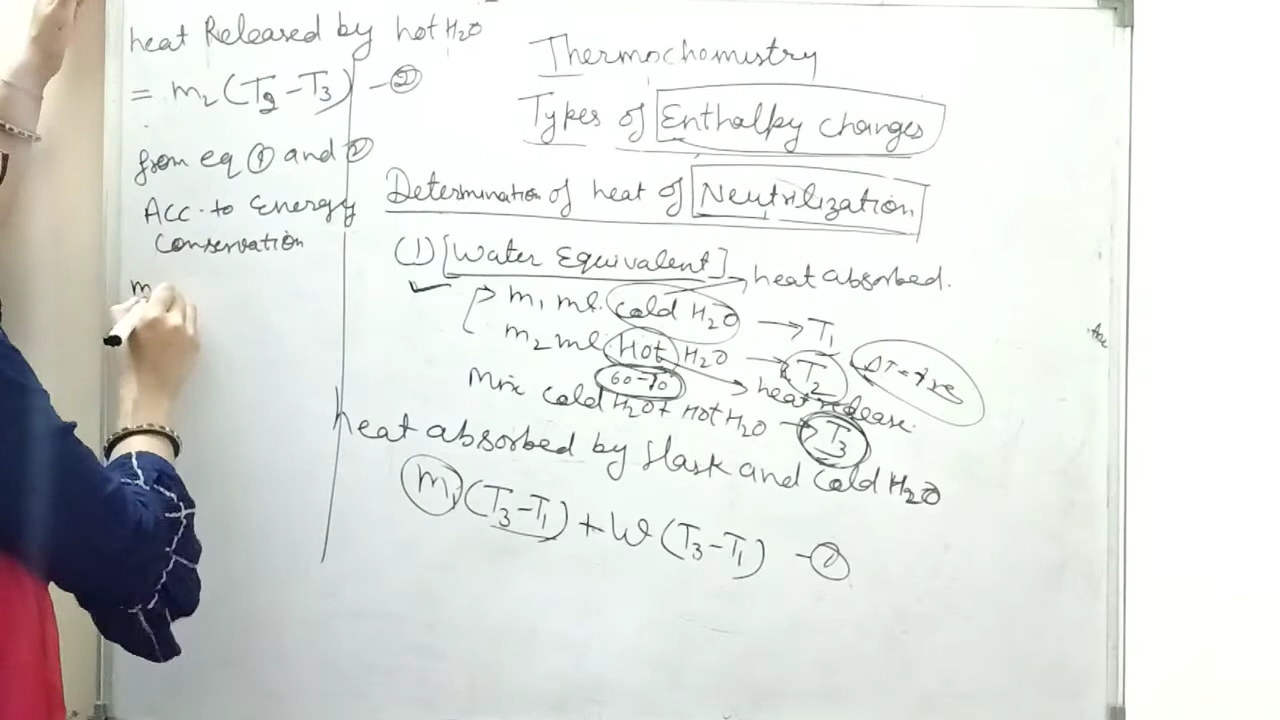 heat Released by hot H₂O
= m₂ (T₂ – T₃) – ②
from eq ① and ②
Acc. to Energy
Conservation
m
Thermochemistry
Types of Enthalpy changes
Determination of heat of Neutrilization
(1) [Water Equivalent]
heat absorbed.
m₁ ml. cold H₂O → T₁
m₂ ml. Hot H₂O → T₂
60-70°
heat release.
Mix cold H₂O + Hot H₂O → T₃
heat absorbed by flask and cold H₂O
m₁ (T₃ – T₁) + W (T₃ – T₁) – ①